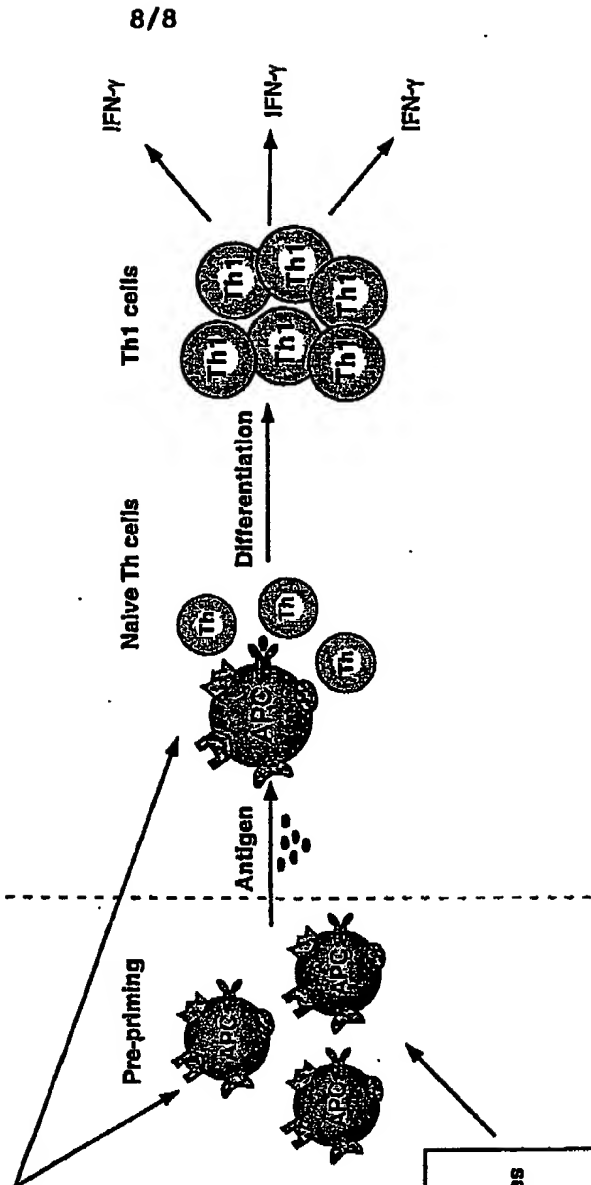 8/8
Pre-priming
Naive Th cells
Th1 cells
APC
APC
APC
Antigen
APC
Th
Th
Th
Differentiation
Th1
Th1
Th1
Th1
Th1
Th1
IFN-γ
IFN-γ
IFN-γ